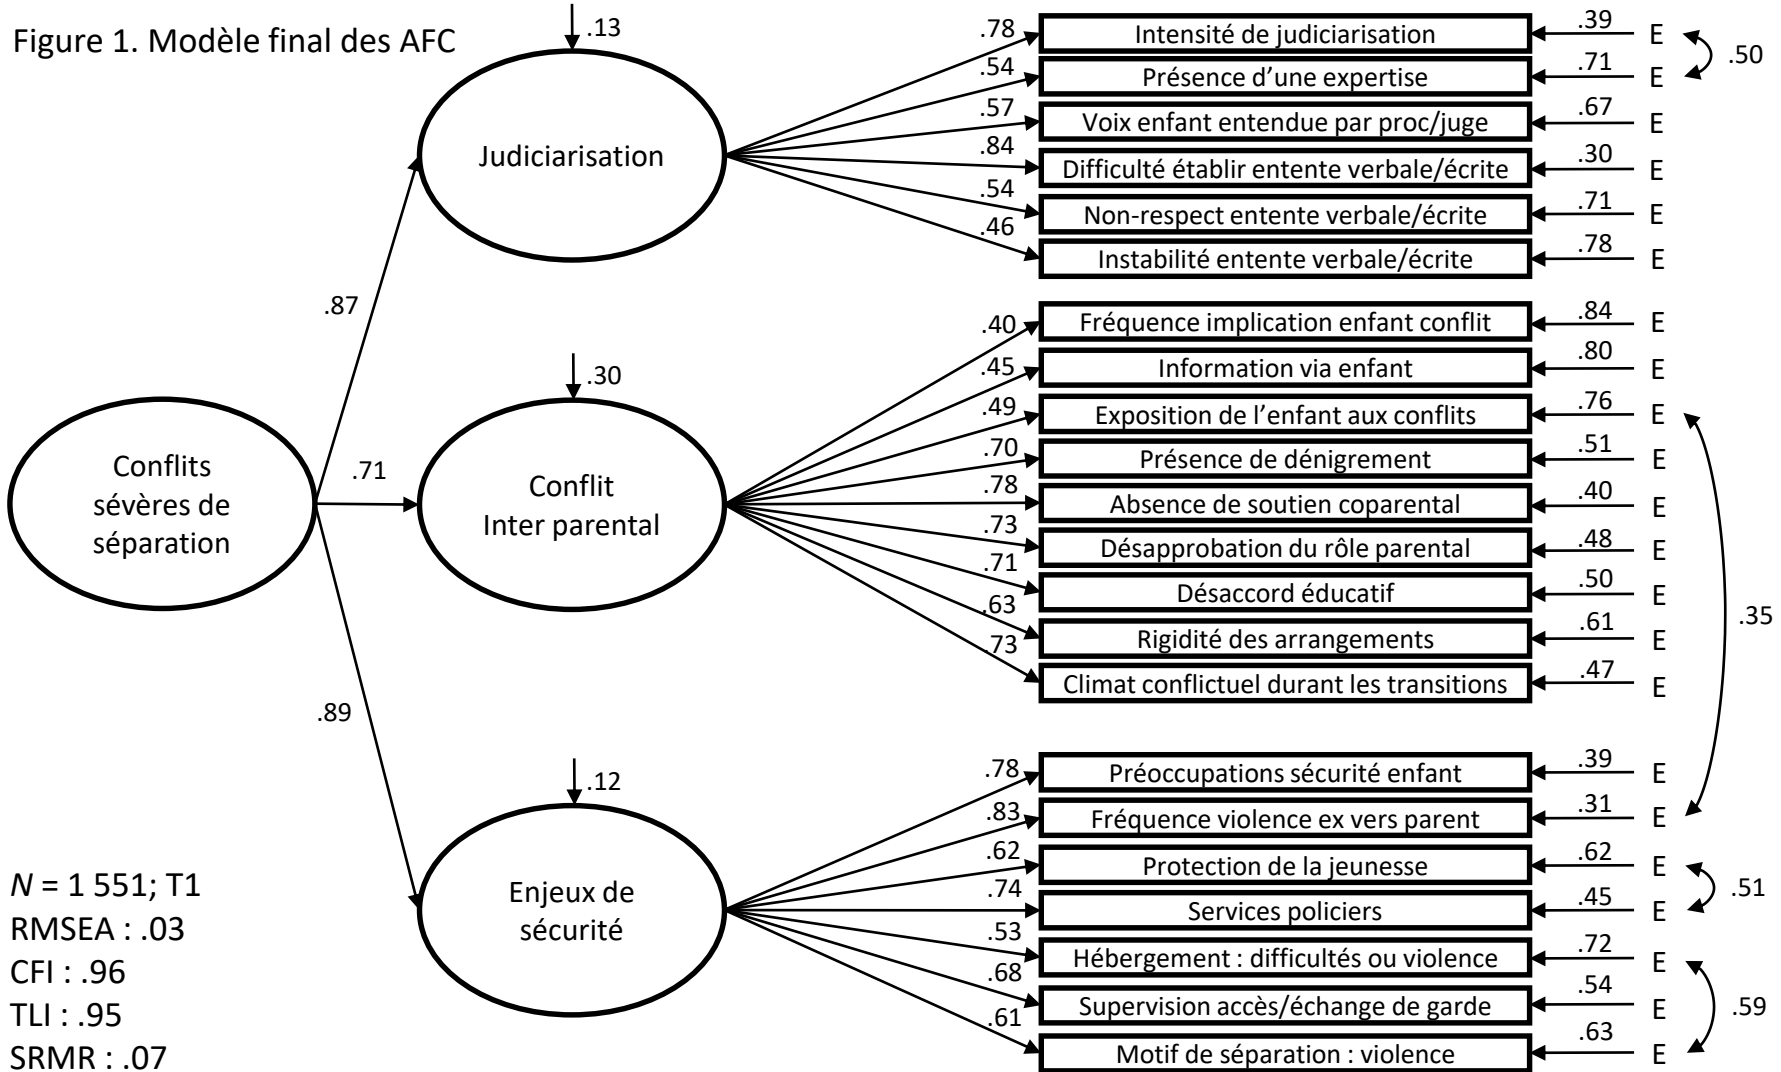 Figure 1. Modèle final des AFC
.13
Judiciarisation
.78
.54
.57
.84
.54
.46
Intensité de judiciarisation
.39
E
.50
Présence d’une expertise
.71
E
Voix enfant entendue par proc/juge
.67
E
Difficulté établir entente verbale/écrite
.30
E
Non-respect entente verbale/écrite
.71
E
Instabilité entente verbale/écrite
.78
E
.87
.71
.89
Conflits
sévères de
séparation
.30
Conflit
Inter parental
.40
.45
.49
.70
.78
.73
.71
.63
.73
Fréquence implication enfant conflit
.84
E
Information via enfant
.80
E
Exposition de l’enfant aux conflits
.76
E
Présence de dénigrement
.51
E
Absence de soutien coparental
.40
E
Désapprobation du rôle parental
.48
E
Désaccord éducatif
.50
E
.35
Rigidité des arrangements
.61
E
Climat conflictuel durant les transitions
.47
E
.12
Enjeux de
sécurité
.78
.83
.62
.74
.53
.68
.61
Préoccupations sécurité enfant
.39
E
Fréquence violence ex vers parent
.31
E
Protection de la jeunesse
.62
E
.51
Services policiers
.45
E
Hébergement : difficultés ou violence
.72
E
Supervision accès/échange de garde
.54
E
.59
Motif de séparation : violence
.63
E
N = 1 551; T1
RMSEA : .03
CFI : .96
TLI : .95
SRMR : .07